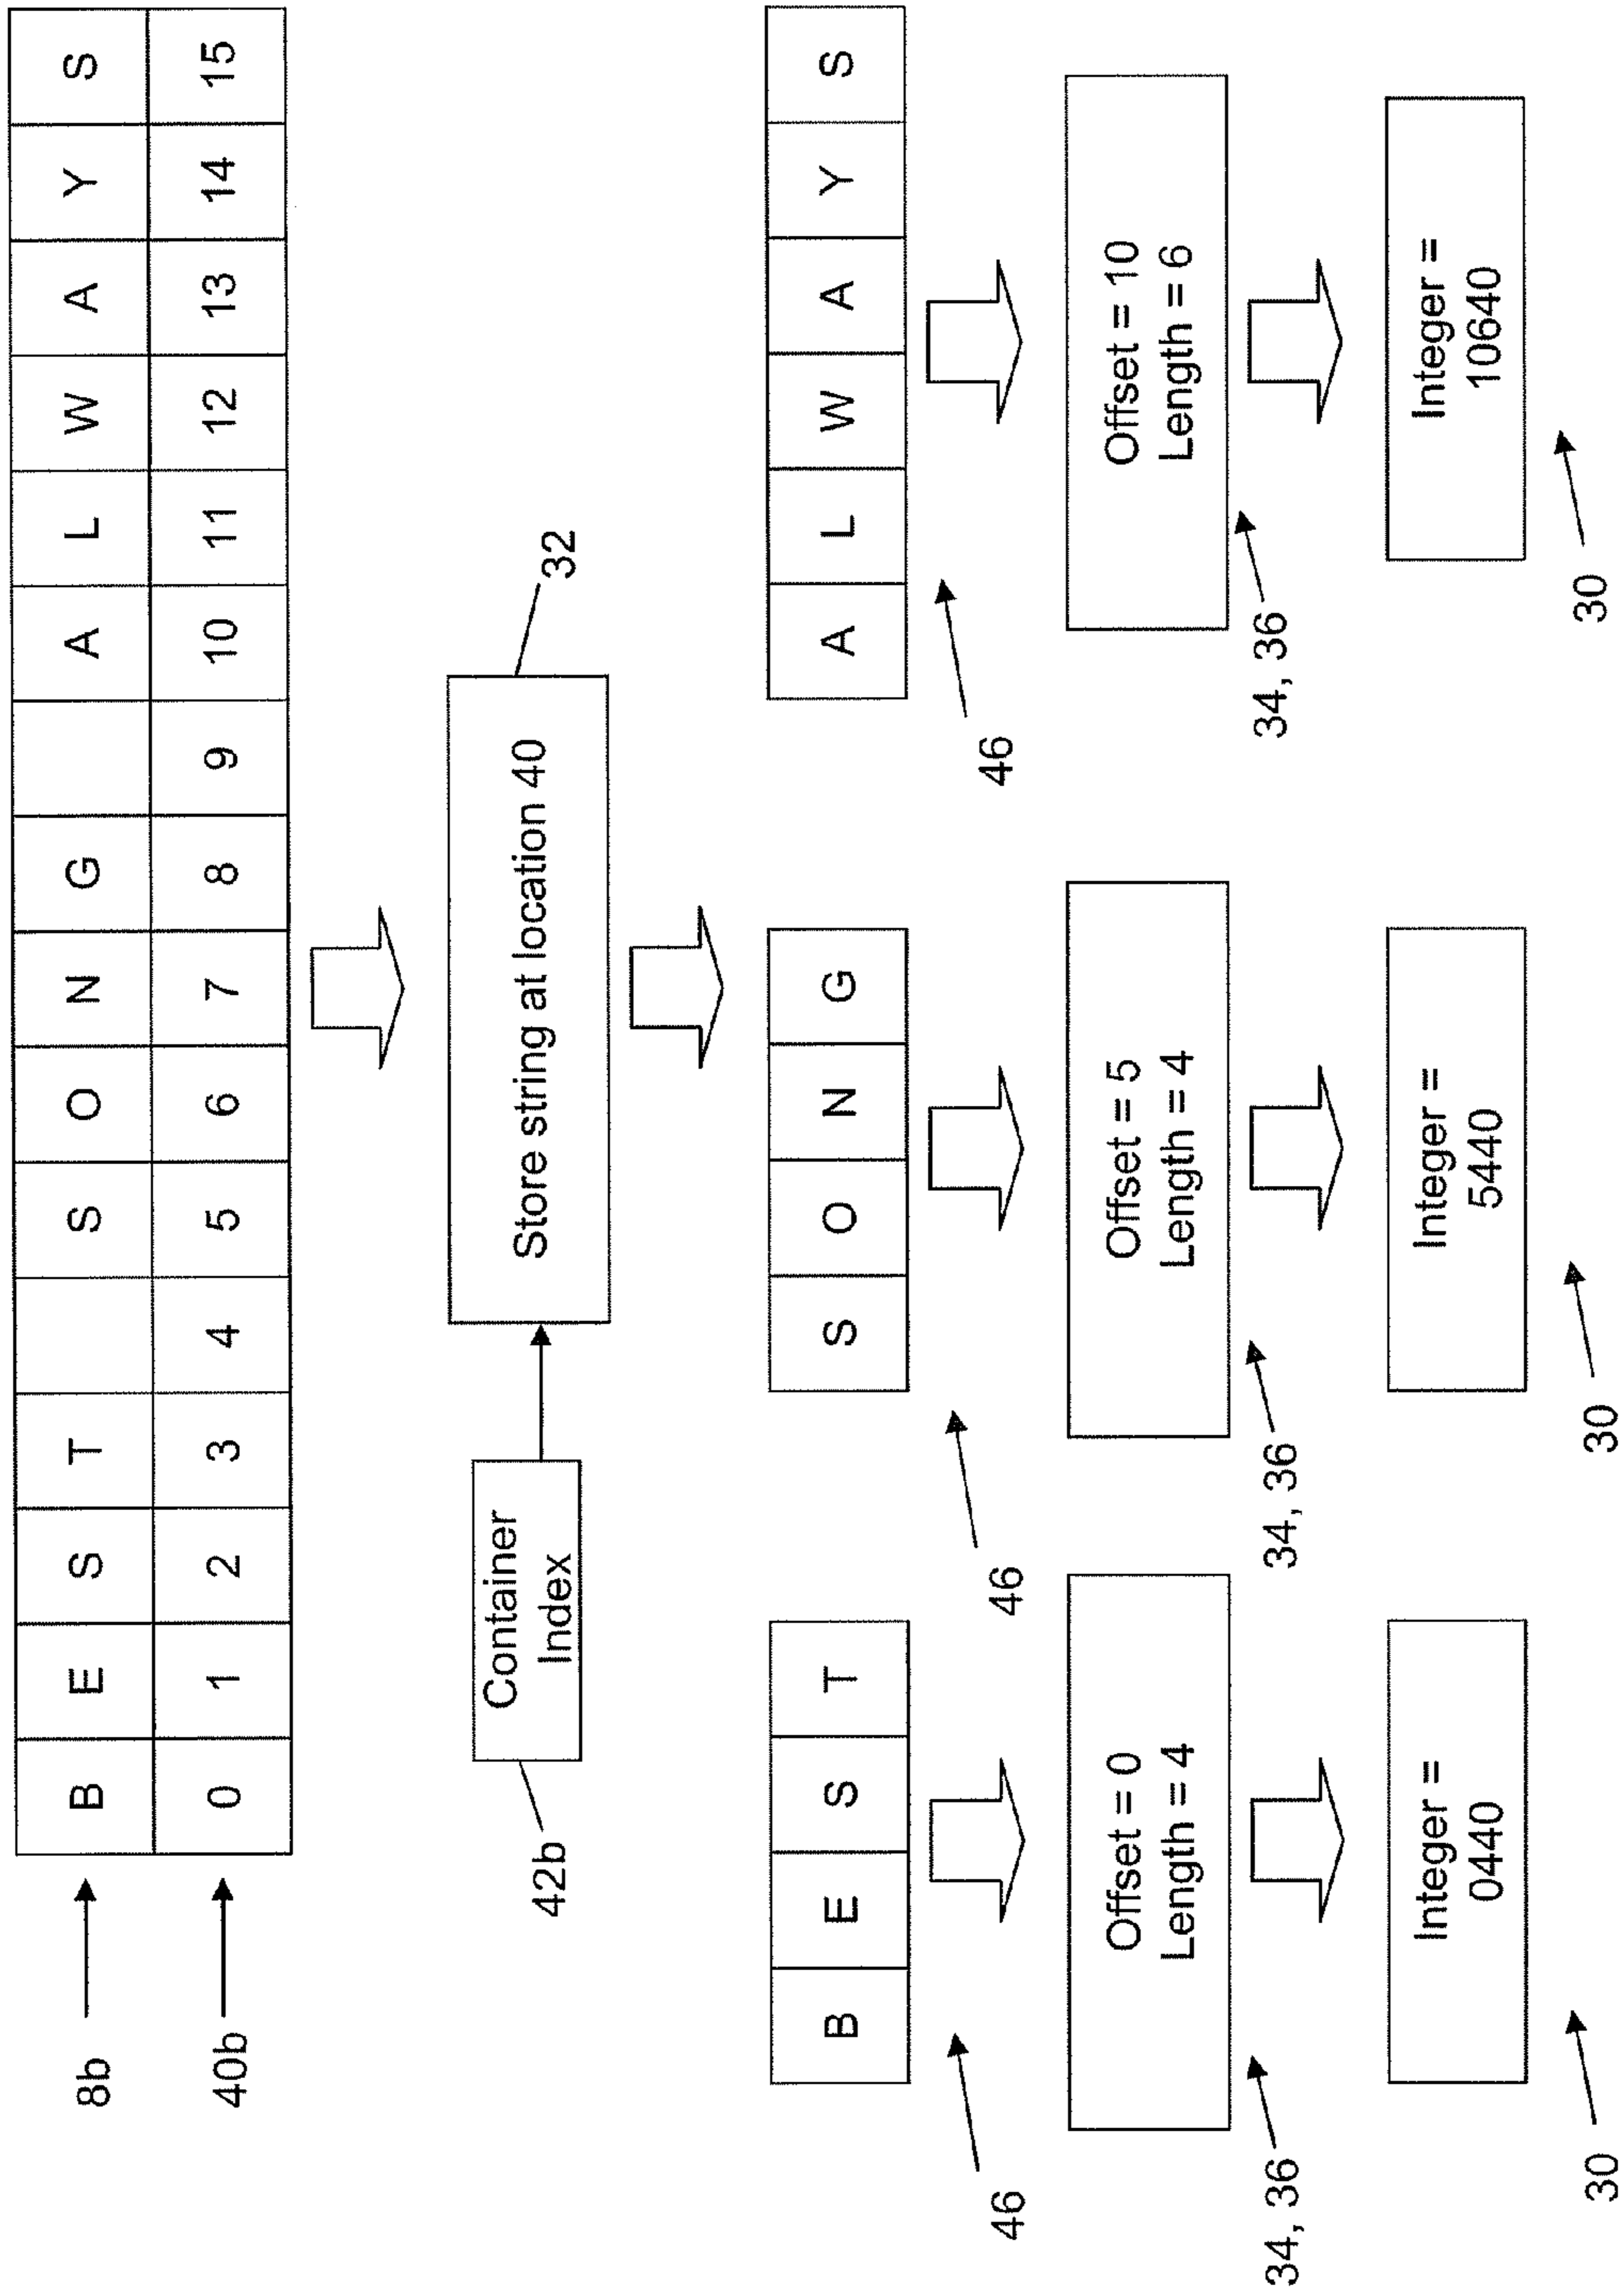 8b B E S T S O N G A L W A Y S
40b 0 1 2 3 4 5 6 7 8 9 10 11 12 13 14 15
42b
Container
Index
Store string at location 40
32
B E S T
S O N G
A L W A Y S
46
46
46
Offset = 0
Length = 4
Offset = 5
Length = 4
Offset = 10
Length = 6
34, 36
34, 36
34, 36
Integer =
0440
Integer =
5440
Integer =
10640
30
30
30